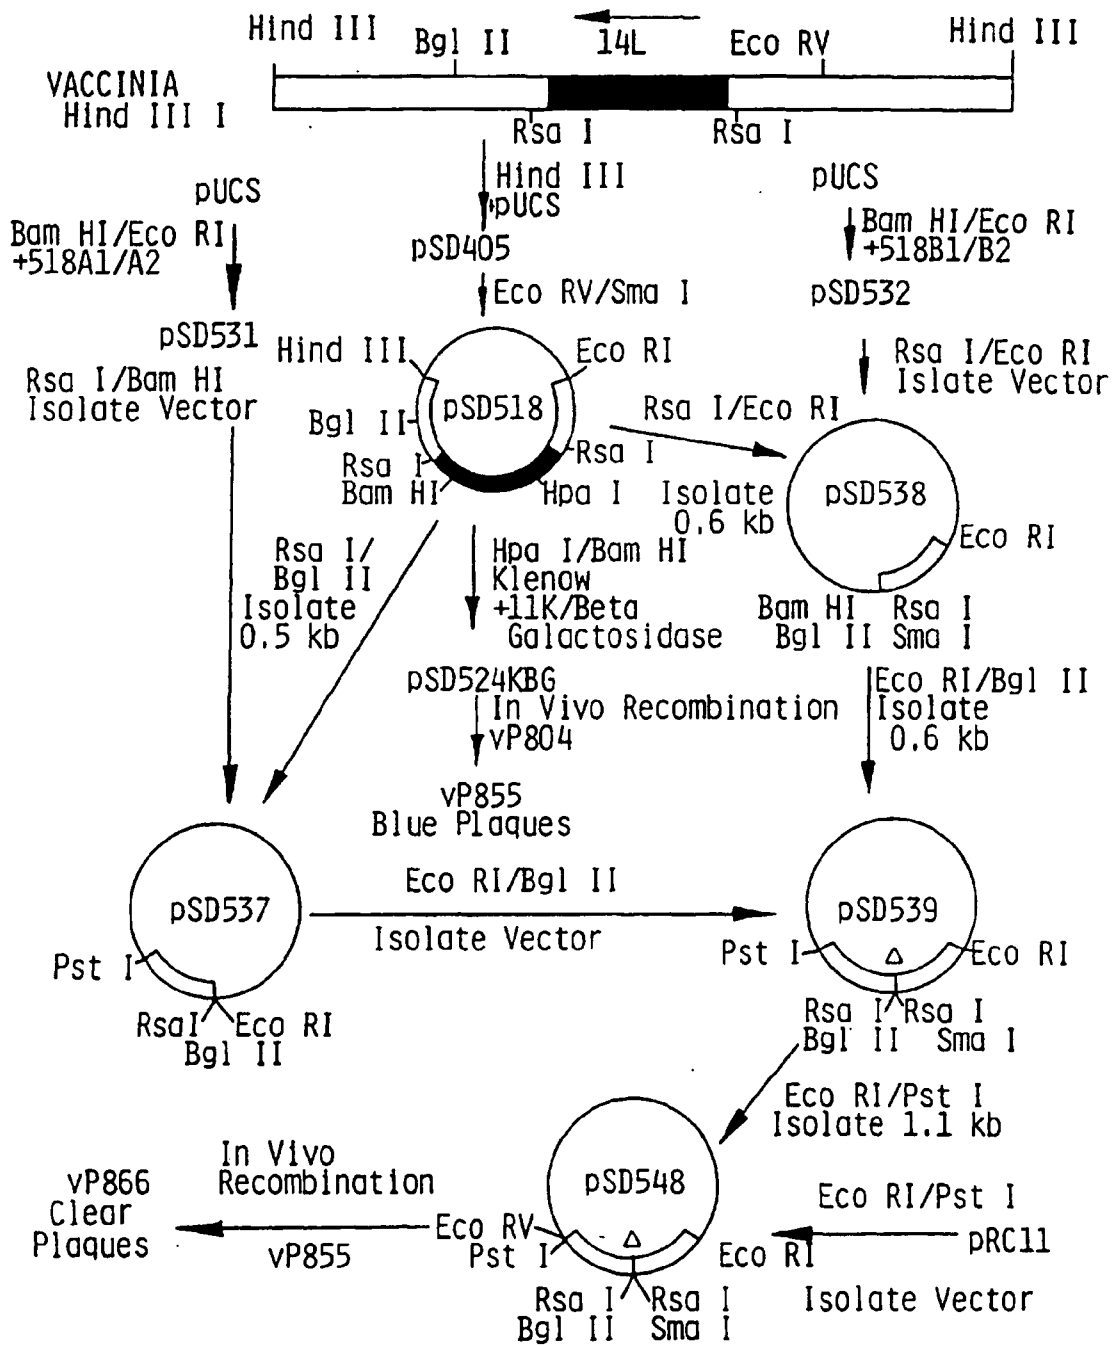 Hind III
Bgl II
14L
Eco RV
Hind III
VACCINIA
Hind III I
Rsa I
Rsa I
pUCS
Bam HI/Eco RI
+518A1/A2
pSD531
Rsa I/Bam HI
Isolate Vector
Hind III
+pUCS
pSD405
Eco RV/Sma I
pUCS
Bam HI/Eco RI
+518B1/B2
pSD532
Rsa I/Eco RI
Islate Vector
Hind III
Eco RI
pSD518
Bgl II
Rsa I
Bam HI
Rsa I
Hpa I
Rsa I/Eco RI
Isolate
0.6 kb
pSD538
Eco RI
Bam HI Rsa I
Bgl II Sma I
Rsa I/
Bgl II
Isolate
0.5 kb
Hpa I/Bam HI
Klenow
+11K/Beta
Galactosidase
pSD524KBG
In Vivo Recombination
vP804
vP855
Blue Plaques
Eco RI/Bgl II
Isolate
0.6 kb
pSD537
Pst I
RsaI Eco RI
Bgl II
Eco RI/Bgl II
Isolate Vector
pSD539
Pst I
Δ
Eco RI
Rsa I Rsa I
Bgl II Sma I
Eco RI/Pst I
Isolate 1.1 kb
pSD548
Eco RV
Pst I
Δ
Eco RI
Rsa I Rsa I
Bgl II Sma I
Eco RI/Pst I
pRC11
Isolate Vector
In Vivo
Recombination
vP855
vP866
Clear
Plaques